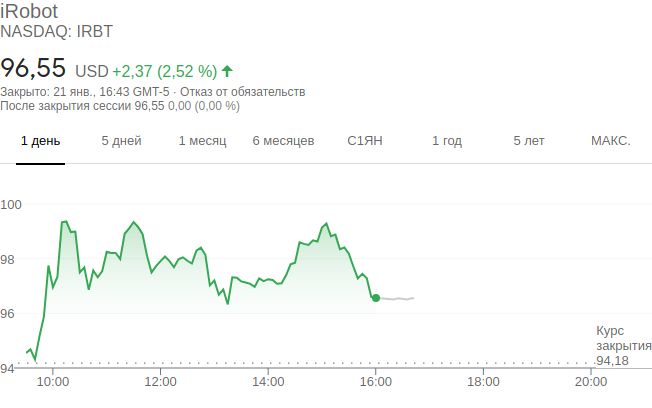 iRobot
NASDAQ: IRBT
96,55 USD +2,37 (2,52 %)
Закрыто: 21 янв., 16:43 GMT-5 · Отказ от обязательств
После закрытия сессии 96,55 0,00 (0,00 %)
1 день 5 дней 1 месяц 6 месяцев С1ЯН 1 год 5 лет МАКС.
100
98
96
Курс
закрытия
94,18
94
10:00 12:00 14:00 16:00 18:00 20:00